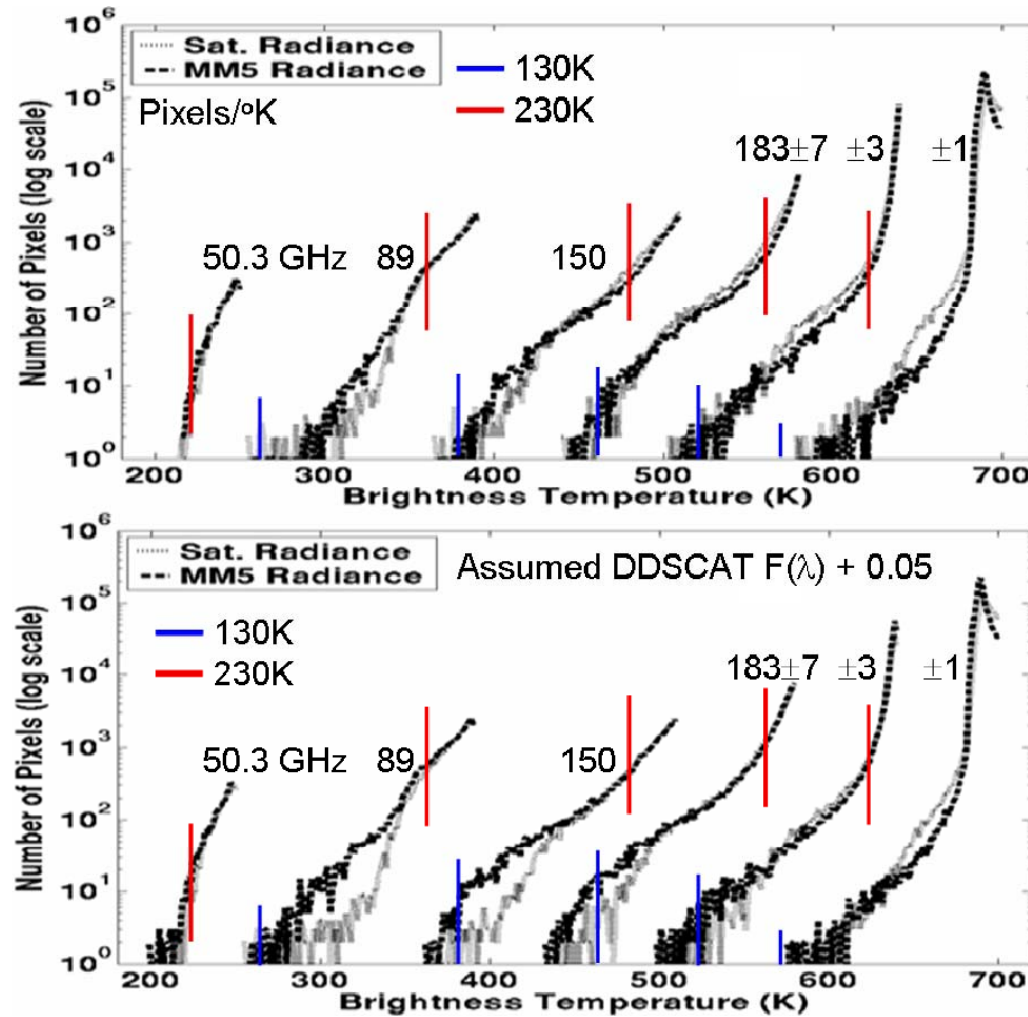 10^6
10^5
10^4
10^3
10^2
10^1
10^0
Number of Pixels (log scale)
Sat. Radiance
MM5 Radiance
Pixels/°K
130K
230K
50.3 GHz 89 150 183±7 ±3 ±1
200 300 400 500 600 700
Brightness Temperature (K)
10^6
10^5
10^4
10^3
10^2
10^1
10^0
Number of Pixels (log scale)
Sat. Radiance
MM5 Radiance
Assumed DDSCAT F(λ) + 0.05
130K
230K
50.3 GHz 89 150 183±7 ±3 ±1
200 300 400 500 600 700
Brightness Temperature (K)